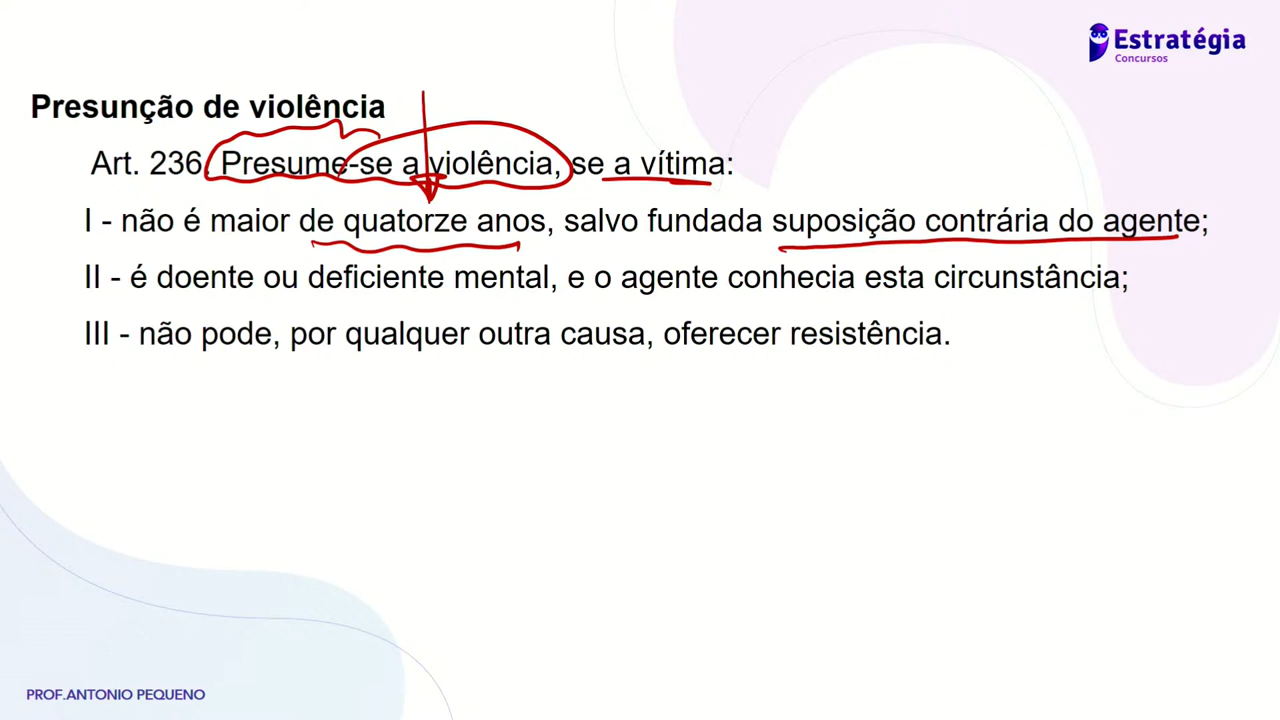 Estratégia
Concursos
Presunção de violência
Art. 236. Presume-se a violência, se a vítima:
I - não é maior de quatorze anos, salvo fundada suposição contrária do agente;
II - é doente ou deficiente mental, e o agente conhecia esta circunstância;
III - não pode, por qualquer outra causa, oferecer resistência.
PROF.ANTONIO PEQUENO